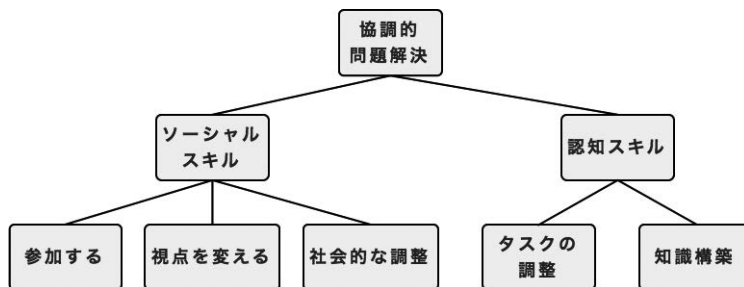 協調的
問題解決
ソーシャル
スキル
認知スキル
参加する
視点を変える
社会的な調整
タスクの
調整
知識構築